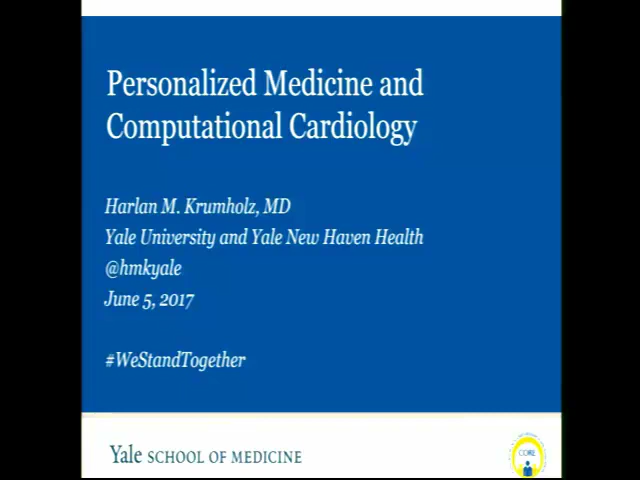 Personalized Medicine and
Computational Cardiology
Harlan M. Krumholz, MD
Yale University and Yale New Haven Health
@hmkyale
June 5, 2017
#WeStandTogether
Yale SCHOOL OF MEDICINE
CORE